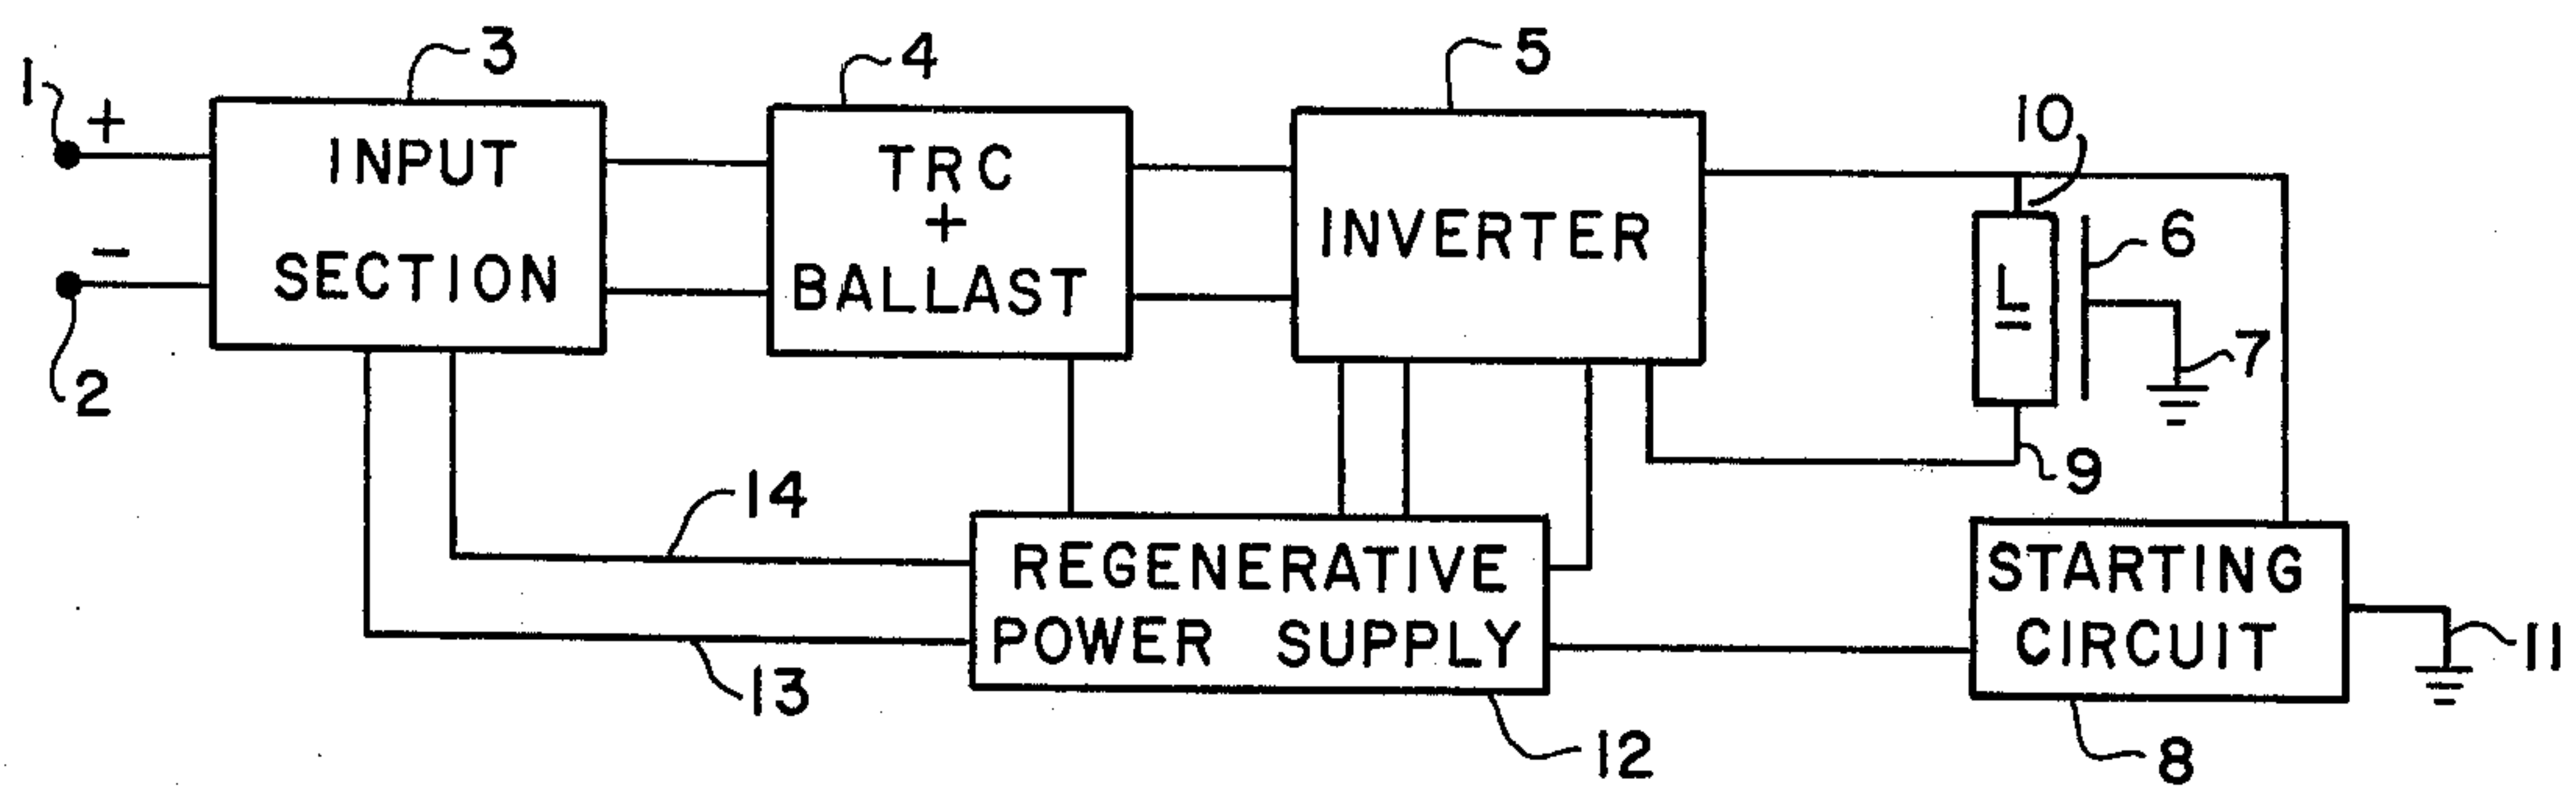 1
+
-
2
3
INPUT
SECTION
4
TRC
+
BALLAST
5
INVERTER
10
L
6
7
9
14
13
REGENERATIVE
POWER SUPPLY
12
STARTING
CIRCUIT
11
8